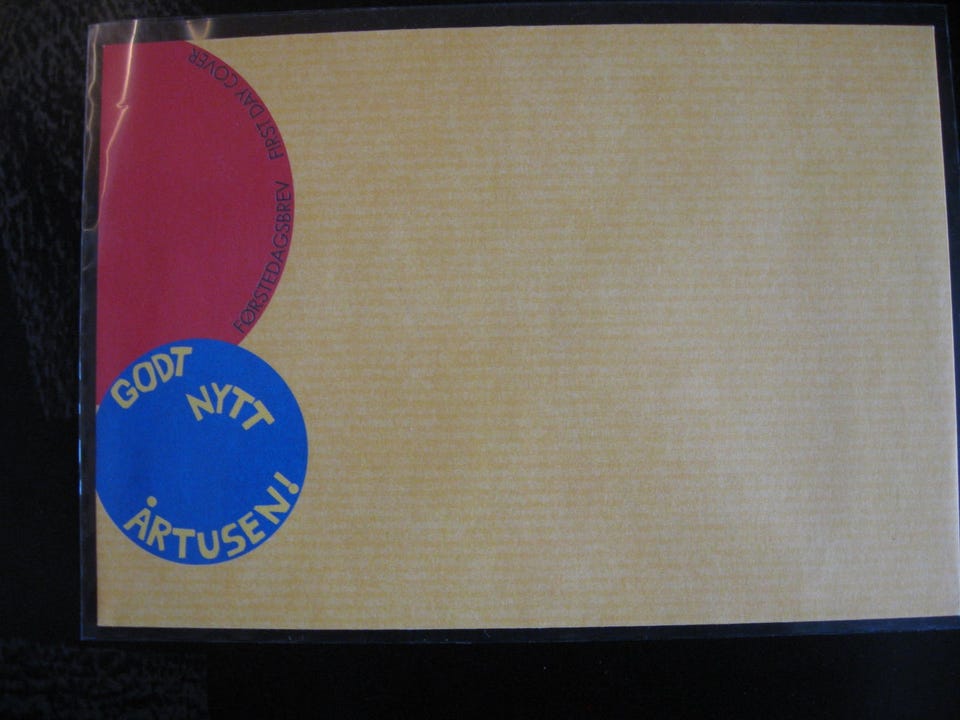 FØRSTEDAGSBREV FIRST DAY COVER
GODT
NYTT
ÅRTUSEN!